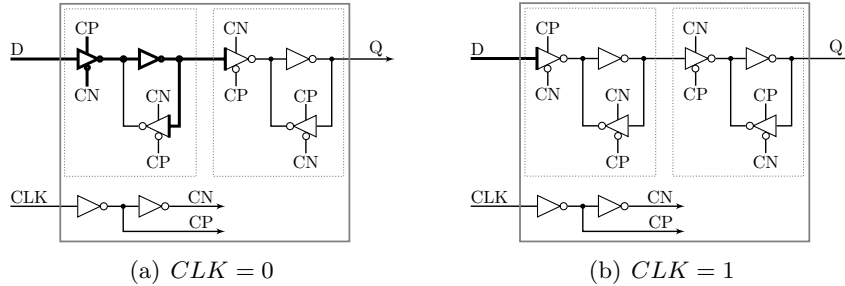 CP CN
D Q
CN CN CP
CP CP
CN
CLK CN
CP
(a) CLK = 0
CN CP
D Q
CP CN CN CP
CP CN
CLK CN
CP
(b) CLK = 1